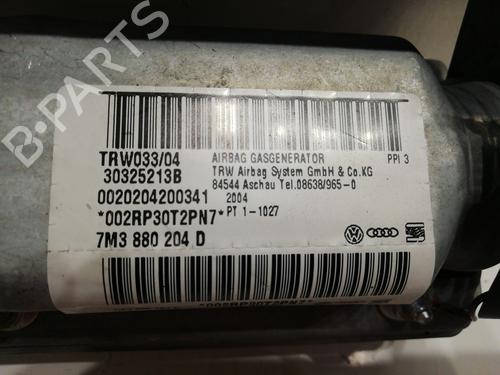 B-PARTS
TRW033/04
30325213B
0020204200341
*002RP30T2PN7*
7M3 880 204 D
AIRBAG GASGENERATOR PPI 3
TRW Airbag System GmbH & Co.KG
84544 Aschau Tel.08638/965-0
2004
PT 1-1027
*002RP30T2PN7*